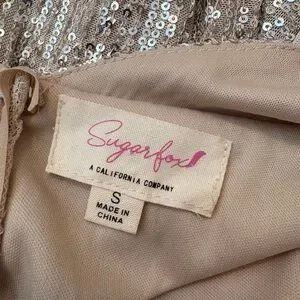 Sugarfox
A CALIFORNIA COMPANY
S
MADE IN
CHINA